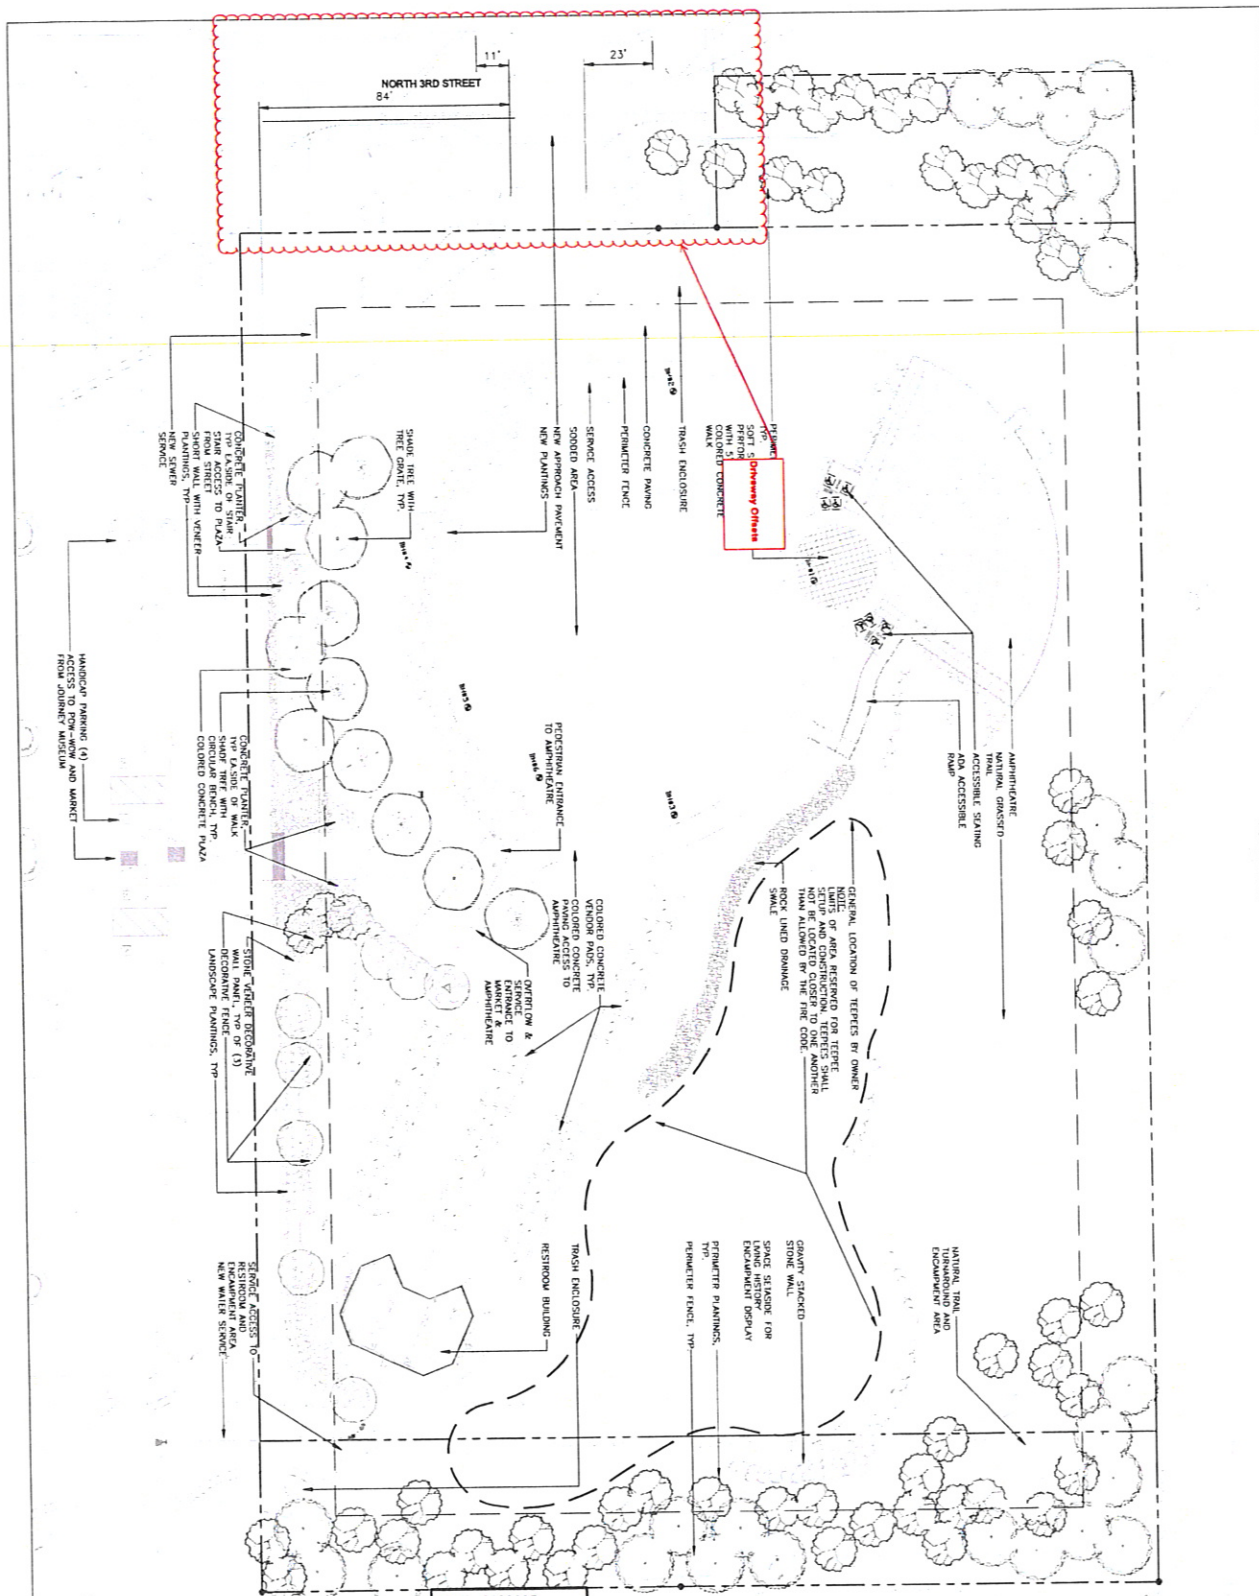 11'
23'
NORTH 3RD STREET
84'
Driveway Offsets
TYP.
SOFT S
PERFOR
WITH 5'
COLORED CONCRETE
WALK
TRASH ENCLOSURE
CONCRETE PAVING
PERIMETER FENCE
SERVICE ACCESS
SODDED AREA
NEW APPROACH PAVEMENT
NEW PLANTINGS
SHADE TREE WITH
TREE GRATE, TYP.
CONCRETE PLANTER,
TYP EA.SIDE OF STAIR
STAIR ACCESS TO PLAZA
FROM STREET
SHORT WALL WITH VENEER
PLANTINGS, TYP
NEW SEWER
SERVICE
AMPHITHEATRE
NATURAL GRASSED
TRAIL
ACCESSIBLE SEATING
ADA ACCESSIBLE
RAMP
GENERAL LOCATION OF TEEPEES BY OWNER
NOTE:
LIMITS OF AREA RESERVED FOR TEEPEE
SETUP AND CONSTRUCTION. TEEPEES SHALL
NOT BE LOCATED CLOSER TO ONE ANOTHER
THAN ALLOWED BY THE FIRE CODE.
ROCK LINED DRAINAGE
SWALE
PEDESTRIAN ENTRANCE
TO AMPHITHEATRE
COLORED CONCRETE
VENDOR PADS, TYP.
COLORED CONCRETE
PAVING ACCESS TO
AMPHITHEATRE
OVERFLOW &
SERVICE
ENTRANCE TO
MARKET &
AMPHITHEATRE
CONCRETE PLANTER,
TYP EA.SIDE OF WALK
SHADE TREE WITH
CIRCULAR BENCH, TYP.
COLORED CONCRETE PLAZA
HANDICAP PARKING (4)
ACCESS TO POW-WOW AND MARKET
FROM JOURNEY MUSEUM
STONE VENEER DECORATIVE
WALL PANEL, TYP OF (3)
DECORATIVE FENCE
LANDSCAPE PLANTINGS, TYP
NATURAL TRAIL
TURNAROUND AND
ENCAMPMENT AREA
GRAVITY STACKED
STONE WALL
SPACE SETASIDE FOR
LIVING HISTORY
ENCAMPMENT DISPLAY
PERIMETER PLANTINGS,
TYP.
PERIMETER FENCE, TYP
TRASH ENCLOSURE
RESTROOM BUILDING
SERVICE ACCESS TO
RESTROOM AND
ENCAMPMENT AREA
NEW WATER SERVICE